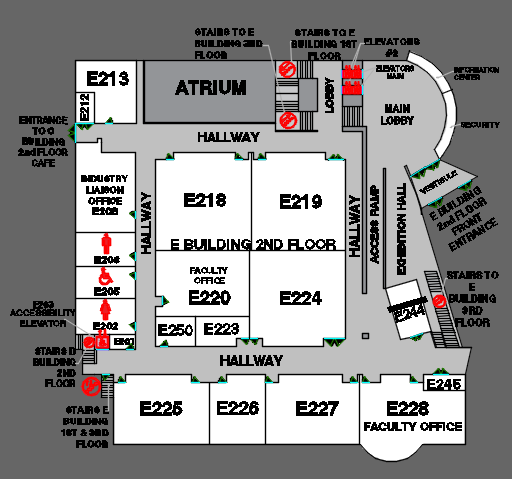 STAIRS TO E
BUILDING 3RD
FLOOR
STAIRS TO E
BUILDING 1ST
FLOOR
ELEVATORS
#2
ELEVATORS
MAIN
INFORMATION
CENTER
E213
E212
ATRIUM
LOBBY
MAIN
LOBBY
SECURITY
ENTRANCE
TO C
BUILDING
2nd FLOOR
CAFE
HALLWAY
INDUSTRY
LIAISON
OFFICE
E208
E218
E219
VESTIBULE
E BUILDING
2nd FLOOR
FRONT
ENTRANCE
HALLWAY
HALLWAY
ACCESS RAMP
EXHIBITION HALL
E BUILDING 2ND FLOOR
E206
FACULTY
OFFICE
E220
E224
E205
STAIRS TO
E
BUILDING
3RD
FLOOR
E244
E203
ACCESSIBILITY
ELEVATOR
E202
E250
E223
STAIRS D
BUILDING
2ND
FLOOR
HALLWAY
E245
STAIRS E
BUILDING
1ST & 3RD
FLOOR
E225
E226
E227
E228
FACULTY OFFICE